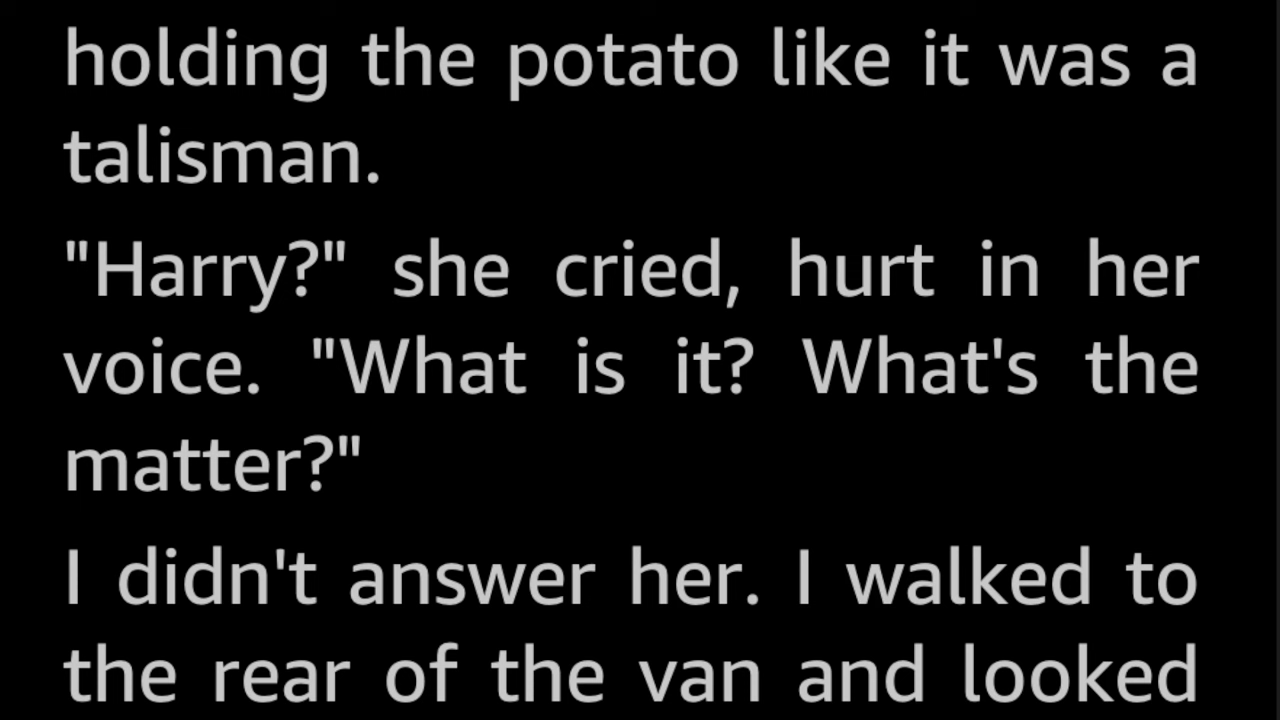 holding the potato like it was a
talisman.
"Harry?" she cried, hurt in her
voice. "What is it? What's the
matter?"
I didn't answer her. I walked to
the rear of the van and looked